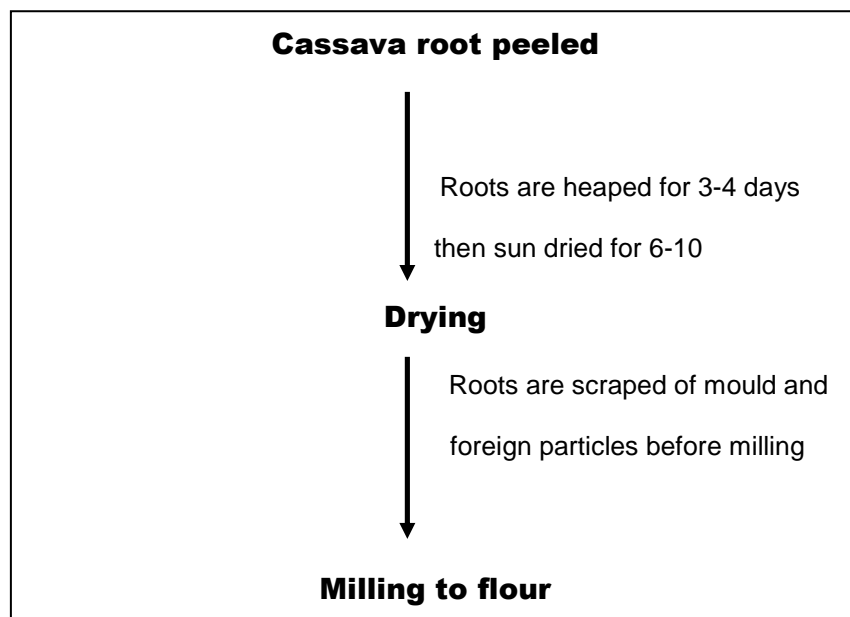 Cassava root peeled
Roots are heaped for 3-4 days
then sun dried for 6-10
Drying
Roots are scraped of mould and
foreign particles before milling
Milling to flour